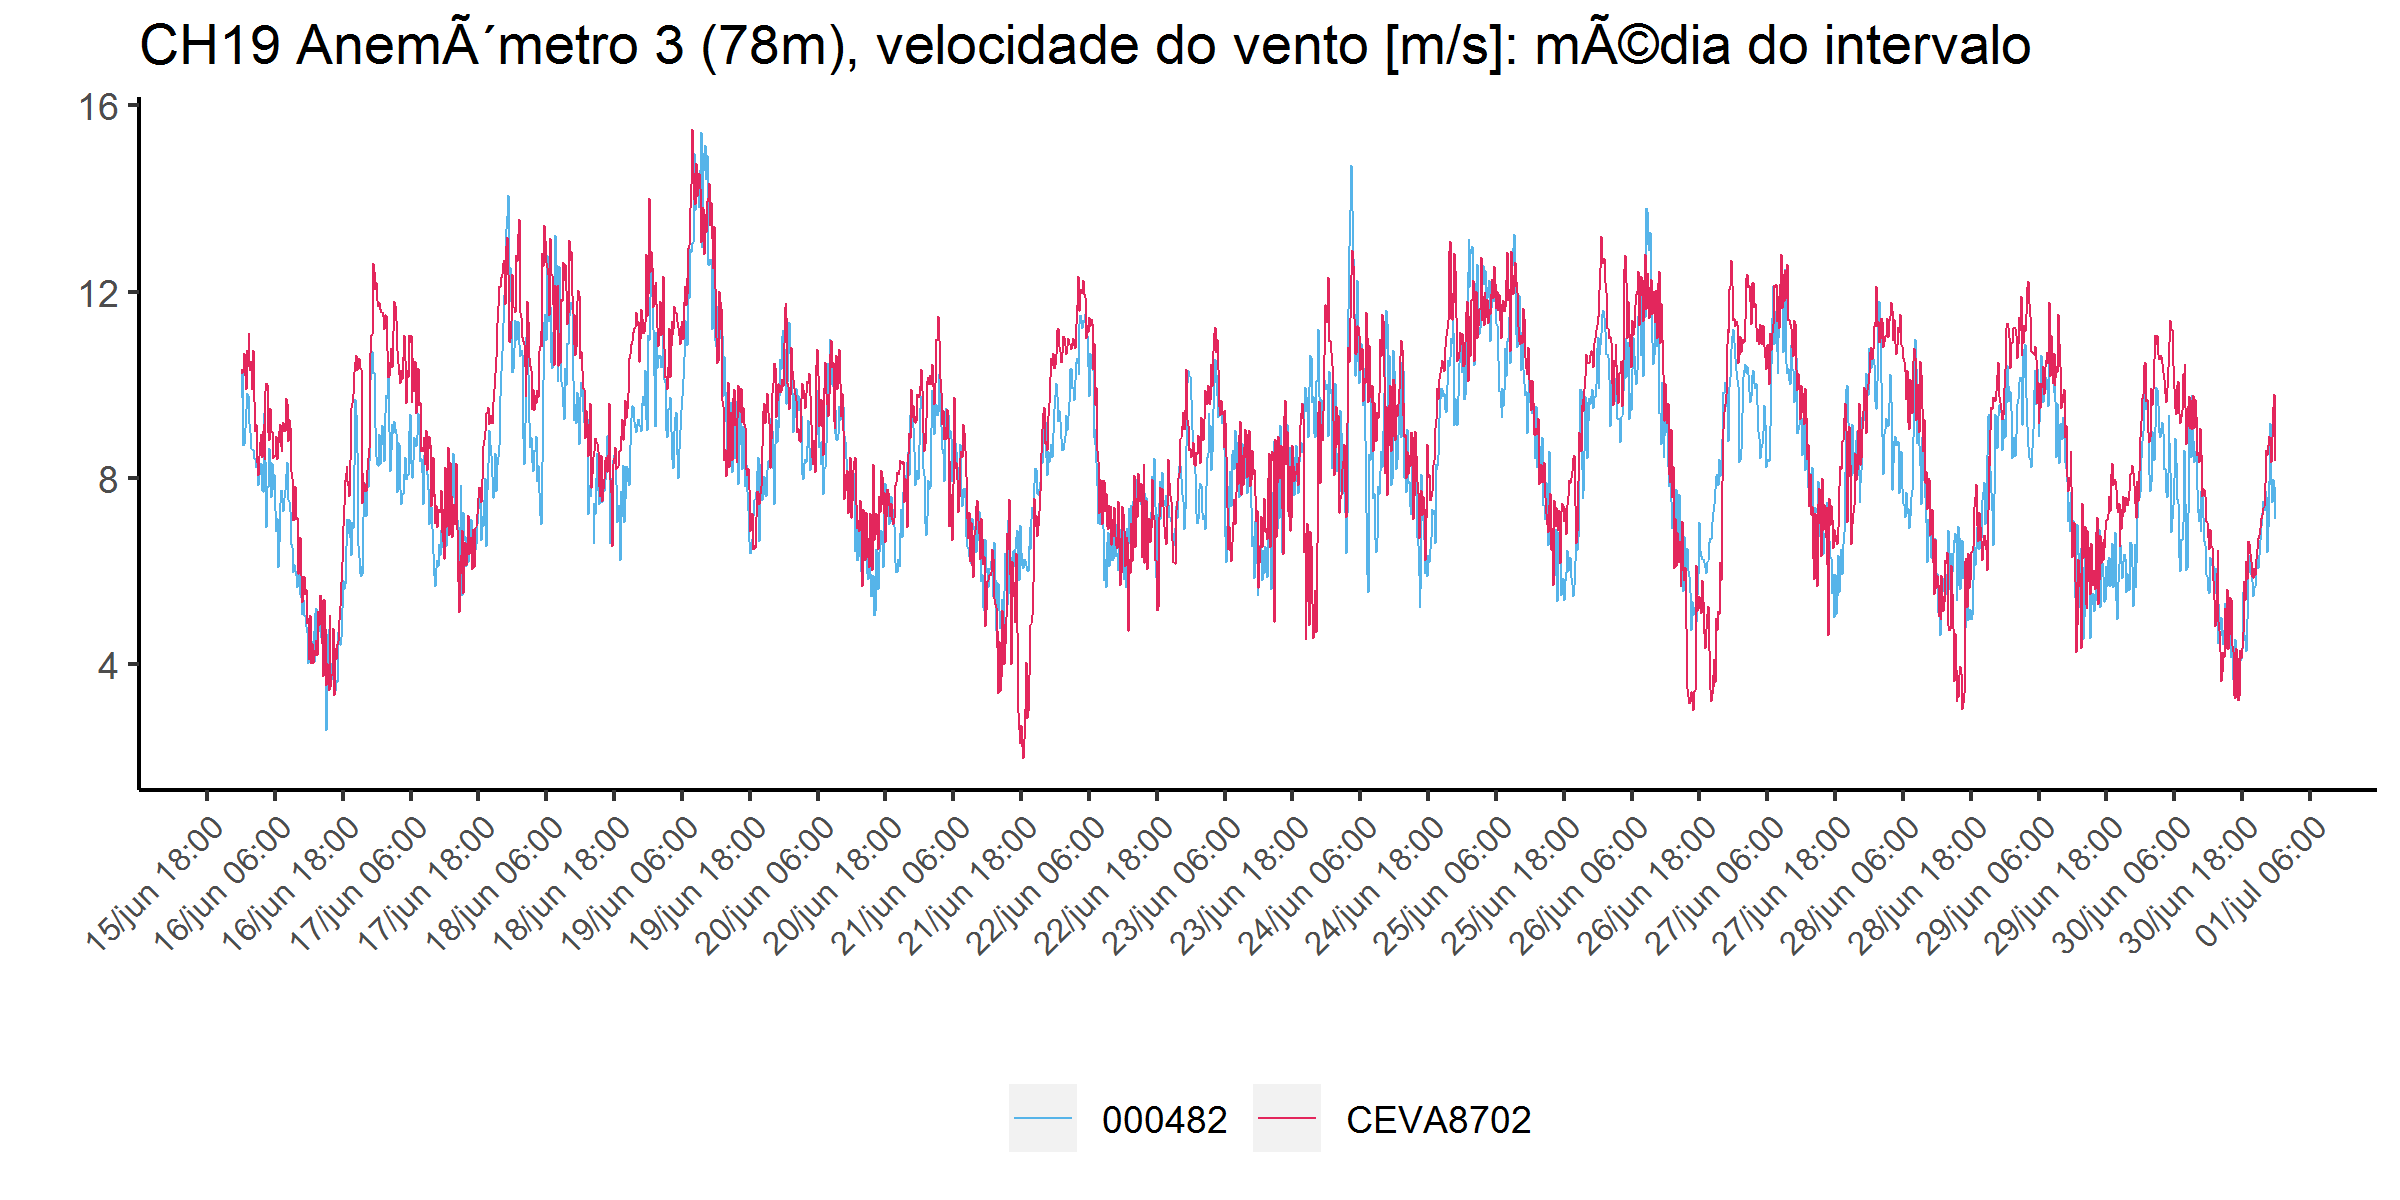 CH19 AnemÃ´metro 3 (78m), velocidade do vento [m/s]: mÃ©dia do intervalo
16
12
8
4
15/jun 18:00
16/jun 06:00
16/jun 18:00
17/jun 06:00
17/jun 18:00
18/jun 06:00
18/jun 18:00
19/jun 06:00
19/jun 18:00
20/jun 06:00
20/jun 18:00
21/jun 06:00
21/jun 18:00
22/jun 06:00
22/jun 18:00
23/jun 06:00
23/jun 18:00
24/jun 06:00
24/jun 18:00
25/jun 06:00
25/jun 18:00
26/jun 06:00
26/jun 18:00
27/jun 06:00
27/jun 18:00
28/jun 06:00
28/jun 18:00
29/jun 06:00
29/jun 18:00
30/jun 06:00
30/jun 18:00
01/jul 06:00
000482
CEVA8702